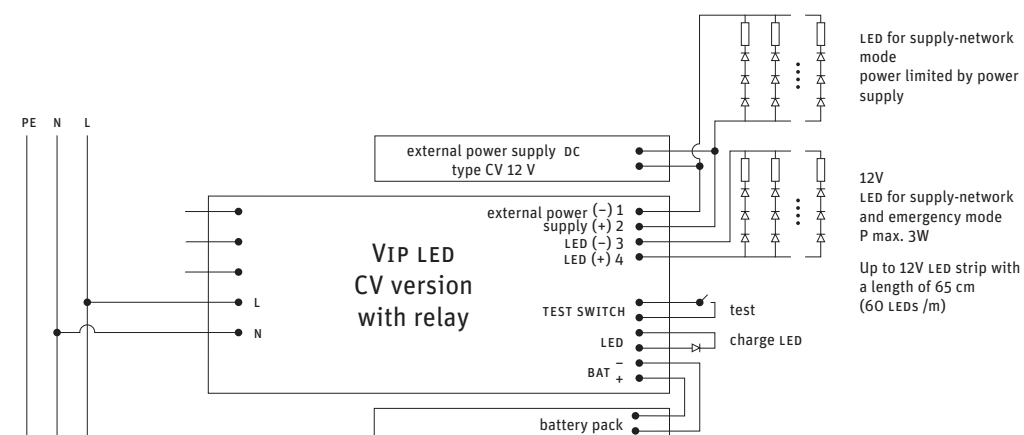 LED for supply-network
mode
power limited by power
supply
PE N L
external power supply DC
type CV 12 V
12V
LED for supply-network
and emergency mode
P max. 3W
Up to 12V LED strip with
a length of 65 cm
(60 LEDs /m)
external power (–) 1
supply (+) 2
LED (–) 3
LED (+) 4
VIP LED
CV version
with relay
L
N
TEST SWITCH
test
LED
charge LED
BAT –
+
battery pack